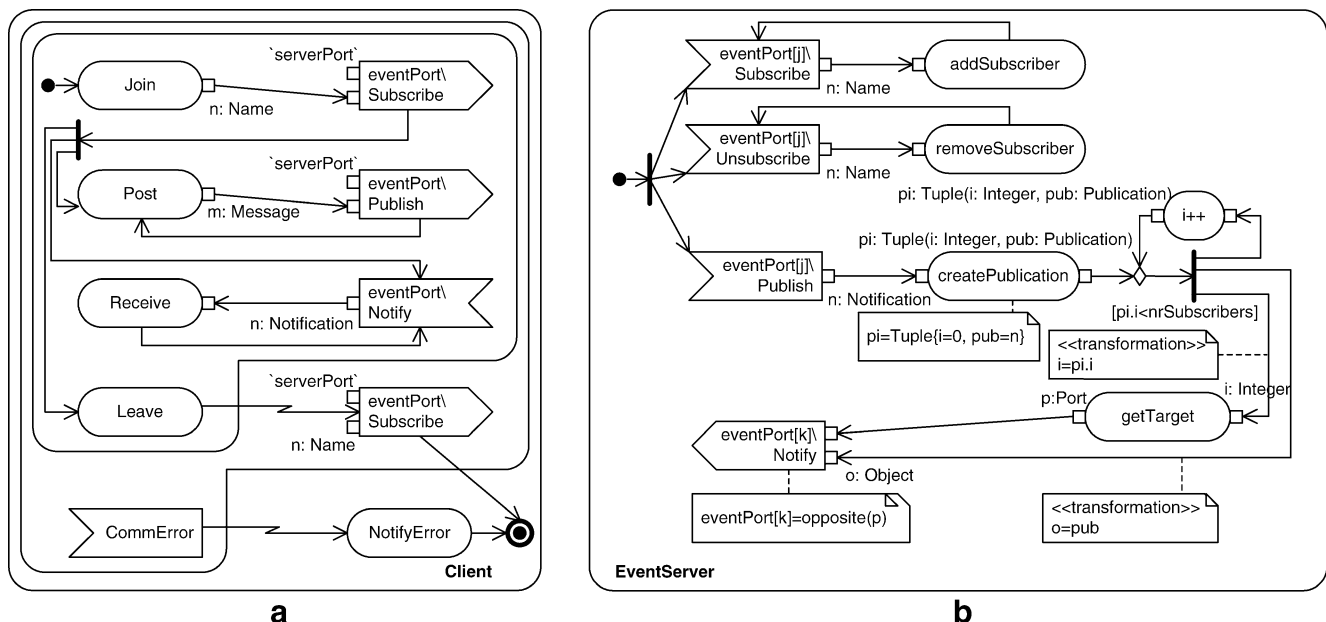 `serverPort`
Join
eventPort\
Subscribe
n: Name
`serverPort`
Post
eventPort\
Publish
m: Message
Receive
eventPort\
Notify
n: Notification
`serverPort`
Leave
eventPort\
Subscribe
n: Name
CommError
NotifyError
Client
a
eventPort[j]\
Subscribe
addSubscriber
n: Name
eventPort[j]\
Unsubscribe
removeSubscriber
n: Name
pi: Tuple(i: Integer, pub: Publication)
i++
pi: Tuple(i: Integer, pub: Publication)
eventPort[j]\
Publish
createPublication
n: Notification
[pi.i<nrSubscribers]
pi=Tuple{i=0, pub=n}
<<transformation>>
i=pi.i
i: Integer
p:Port
getTarget
eventPort[k]\
Notify
o: Object
eventPort[k]=opposite(p)
<<transformation>>
o=pub
EventServer
b